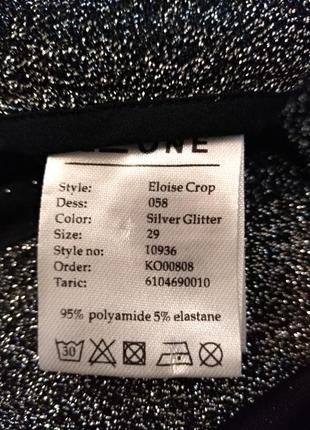 ONE
Style: Eloise Crop
Dess: 058
Color: Silver Glitter
Size: 29
Style no: 10936
Order: KO00808
Taric: 6104690010
95% polyamide 5% elastane
30